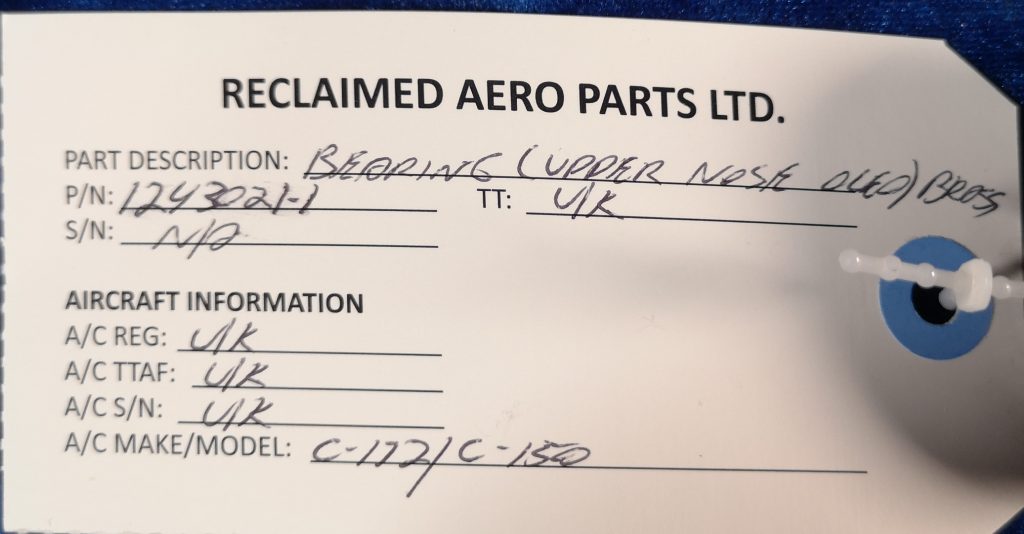 RECLAIMED AERO PARTS LTD.
PART DESCRIPTION: BEARING (UPPER NOSE OLEO) BRASS
P/N: 1243021-1 TT: U/K
S/N: N/A
AIRCRAFT INFORMATION
A/C REG: U/K
A/C TTAF: U/K
A/C S/N: U/K
A/C MAKE/MODEL: C-172/C-150